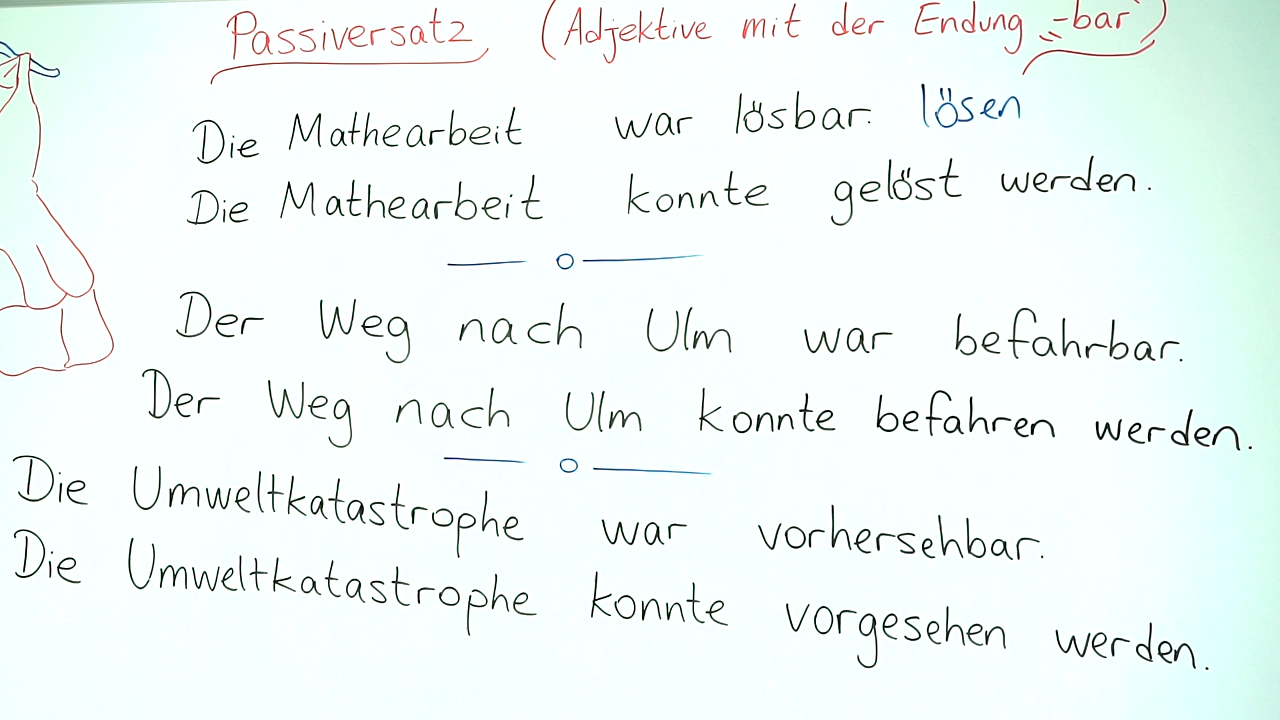 Passiversatz (Adjektive mit der Endung -bar)
Die Mathearbeit war lösbar. lösen
Die Mathearbeit konnte gelöst werden.
Der Weg nach Ulm war befahrbar.
Der Weg nach Ulm konnte befahren werden.
Die Umweltkatastrophe war vorhersehbar.
Die Umweltkatastrophe konnte vorgesehen werden.